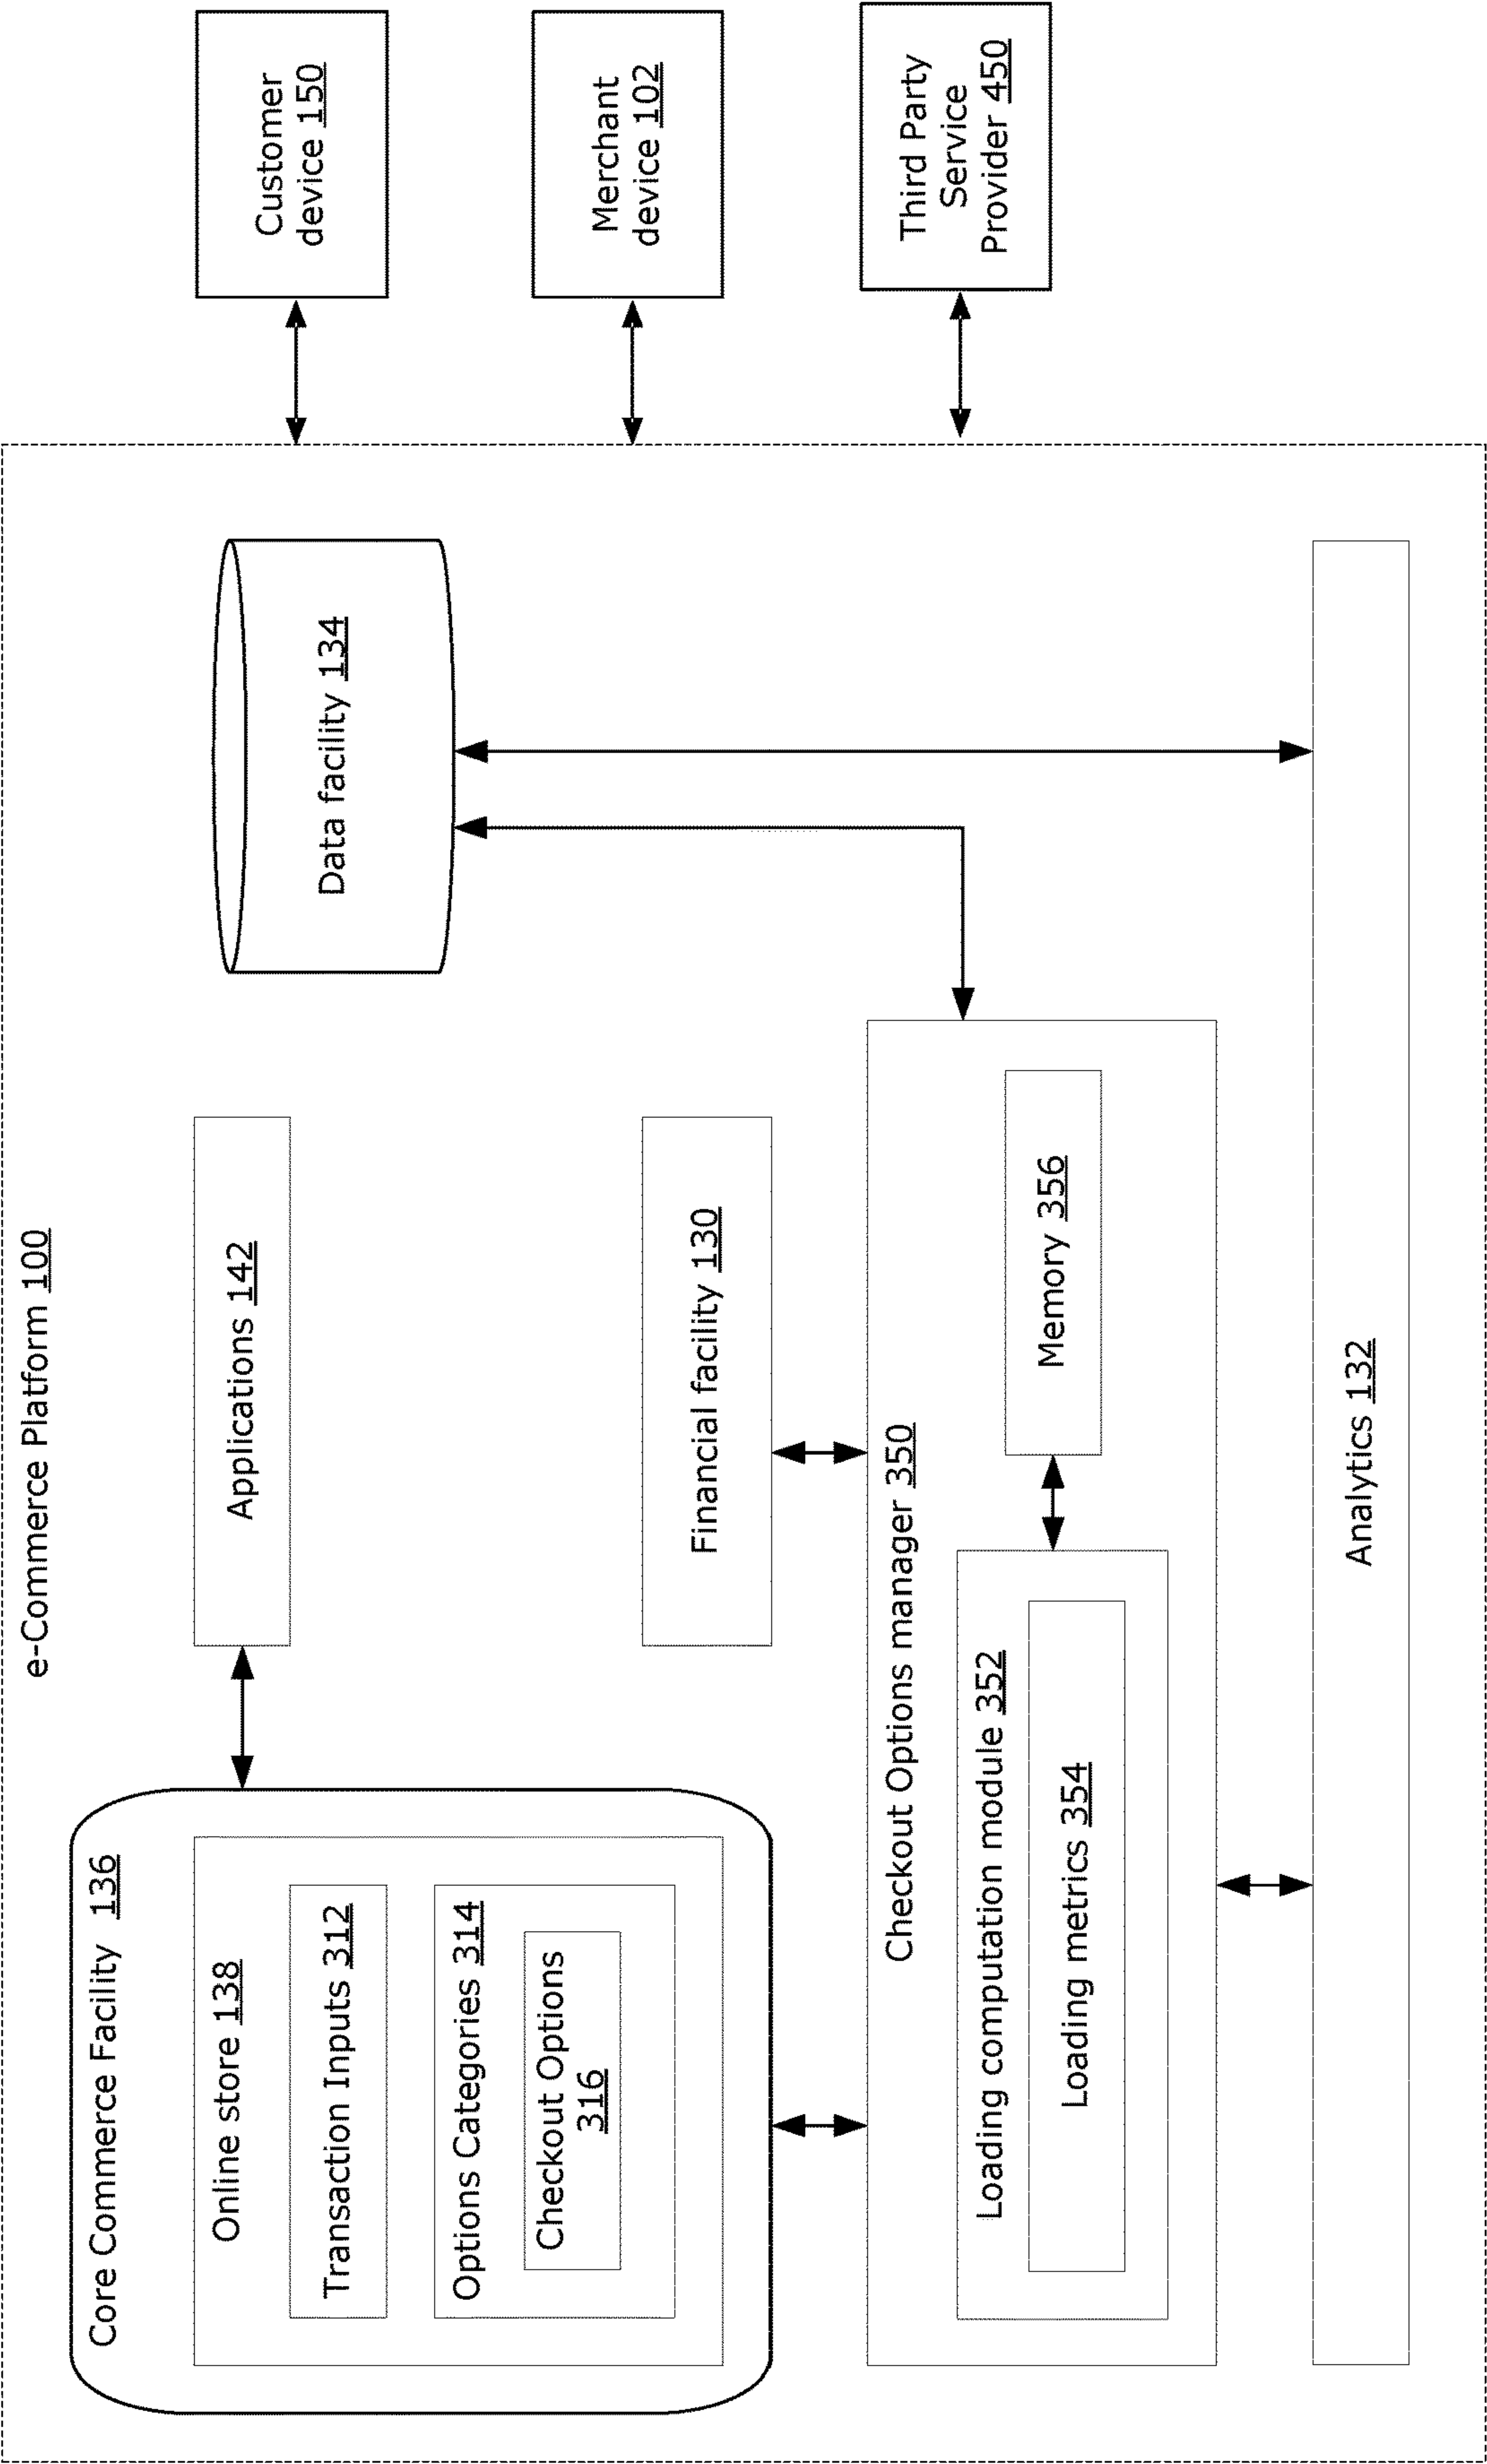 e-Commerce Platform 100
Core Commerce Facility 136
Online store 138
Transaction Inputs 312
Options Categories 314
Checkout Options
316
Applications 142
Financial facility 130
Data facility 134
Checkout Options manager 350
Loading computation module 352
Loading metrics 354
Memory 356
Analytics 132
Customer
device 150
Merchant
device 102
Third Party
Service
Provider 450